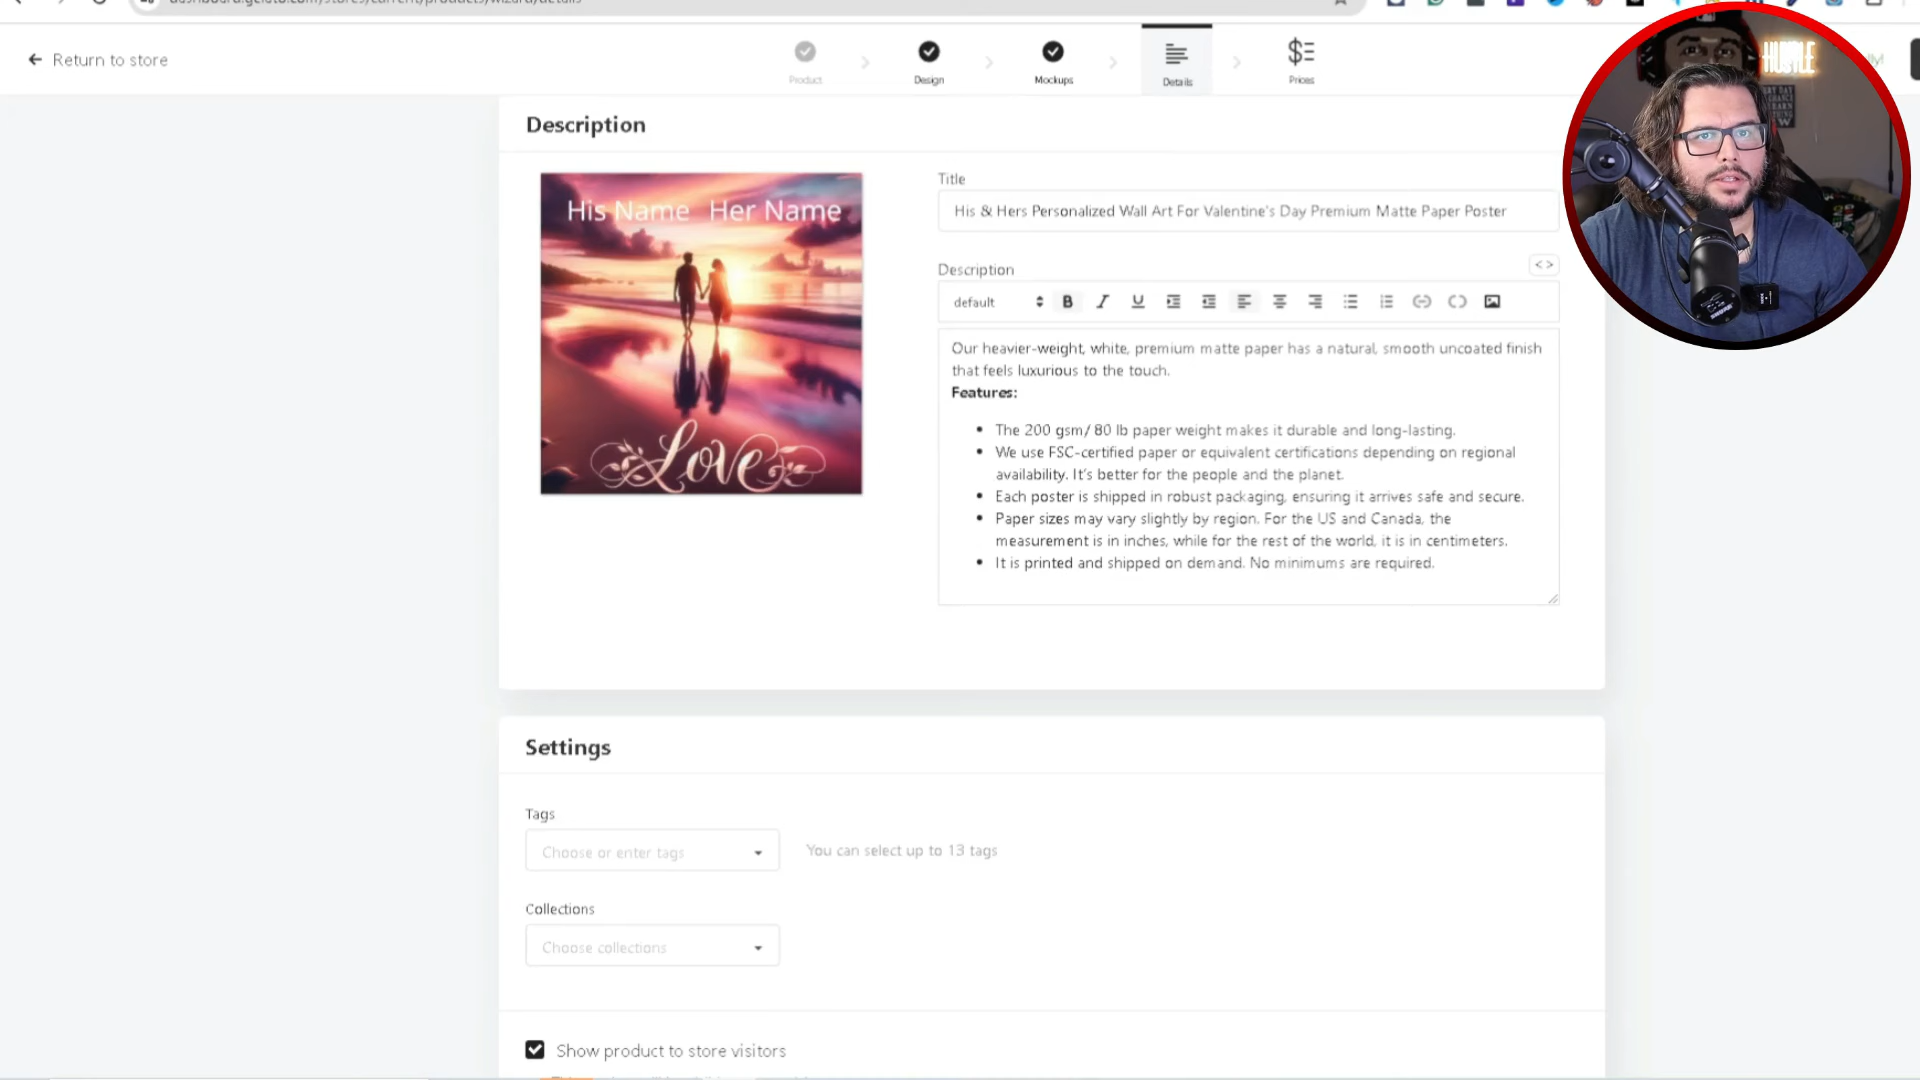 Return to store
Product
Design
Mockups
Details
Prices
HUSTLE
Description
His Name Her Name
Love
Title
His & Hers Personalized Wall Art For Valentine's Day Premium Matte Paper Poster
Description
default
Our heavier-weight, white, premium matte paper has a natural, smooth uncoated finish
that feels luxurious to the touch.
Features:
The 200 gsm/ 80 lb paper weight makes it durable and long-lasting.
We use FSC-certified paper or equivalent certifications depending on regional
availability. It's better for the people and the planet.
Each poster is shipped in robust packaging, ensuring it arrives safe and secure.
Paper sizes may vary slightly by region. For the US and Canada, the
measurement is in inches, while for the rest of the world, it is in centimeters.
It is printed and shipped on demand. No minimums are required.
Settings
Tags
Choose or enter tags
You can select up to 13 tags
Collections
Choose collections
Show product to store visitors